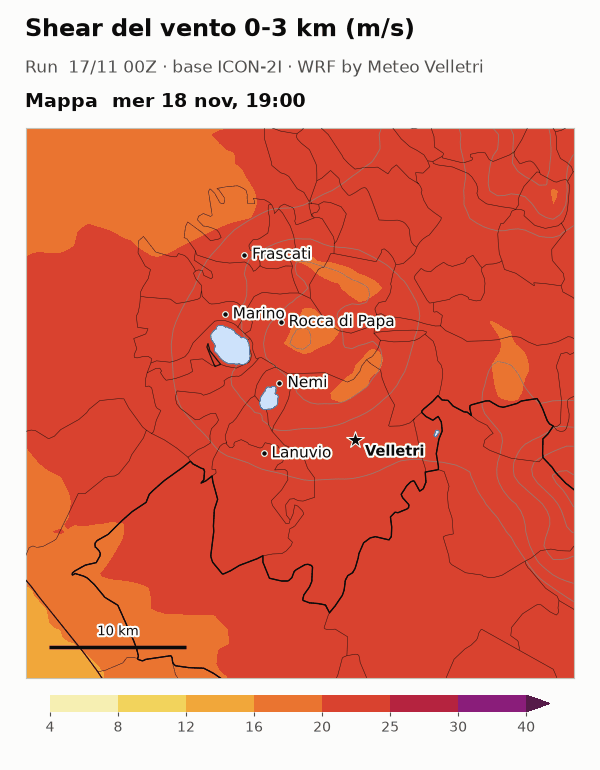 Shear del vento 0-3 km (m/s)
Run  17/11 00Z · base ICON-2I · WRF by Meteo Velletri
Mappa  mer 18 nov, 19:00
Frascati
Marino
Rocca di Papa
Nemi
Velletri
Lanuvio
10 km
4 8 12 16 20 25 30 40